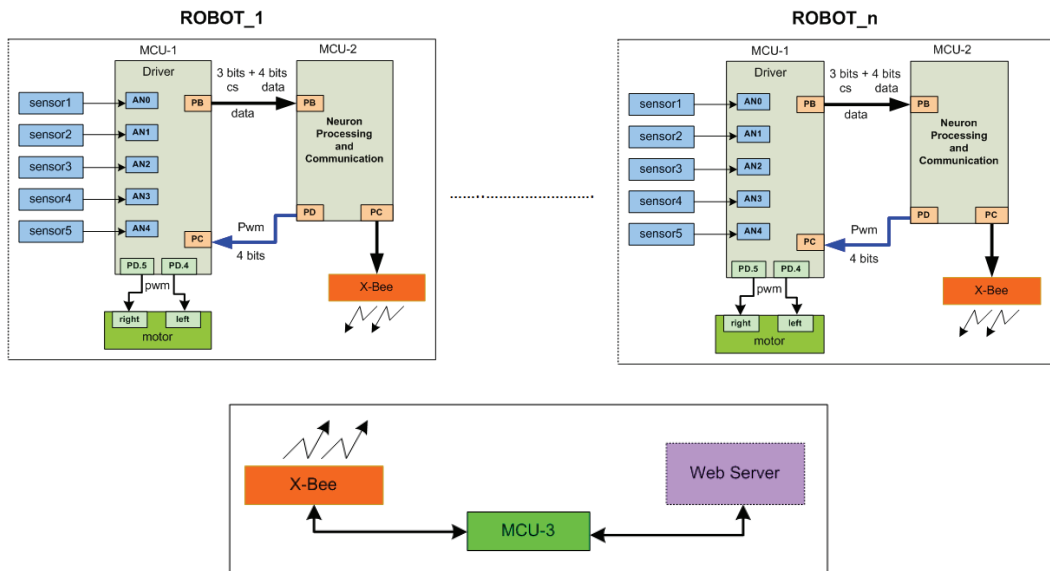 ROBOT_1
MCU-1
MCU-2
Driver
3 bits + 4 bits
cs data
data
sensor1
sensor2
sensor3
sensor4
sensor5
AN0
AN1
AN2
AN3
AN4
PB
PB
Neuron
Processing
and
Communication
PD
PC
PC
Pwm
4 bits
PD.5
PD.4
pwm
right
left
motor
X-Bee
ROBOT_n
MCU-1
MCU-2
Driver
3 bits + 4 bits
cs data
data
sensor1
sensor2
sensor3
sensor4
sensor5
AN0
AN1
AN2
AN3
AN4
PB
PB
Neuron
Processing
and
Communication
PD
PC
PC
Pwm
4 bits
PD.5
PD.4
pwm
right
left
motor
X-Bee
X-Bee
MCU-3
Web Server